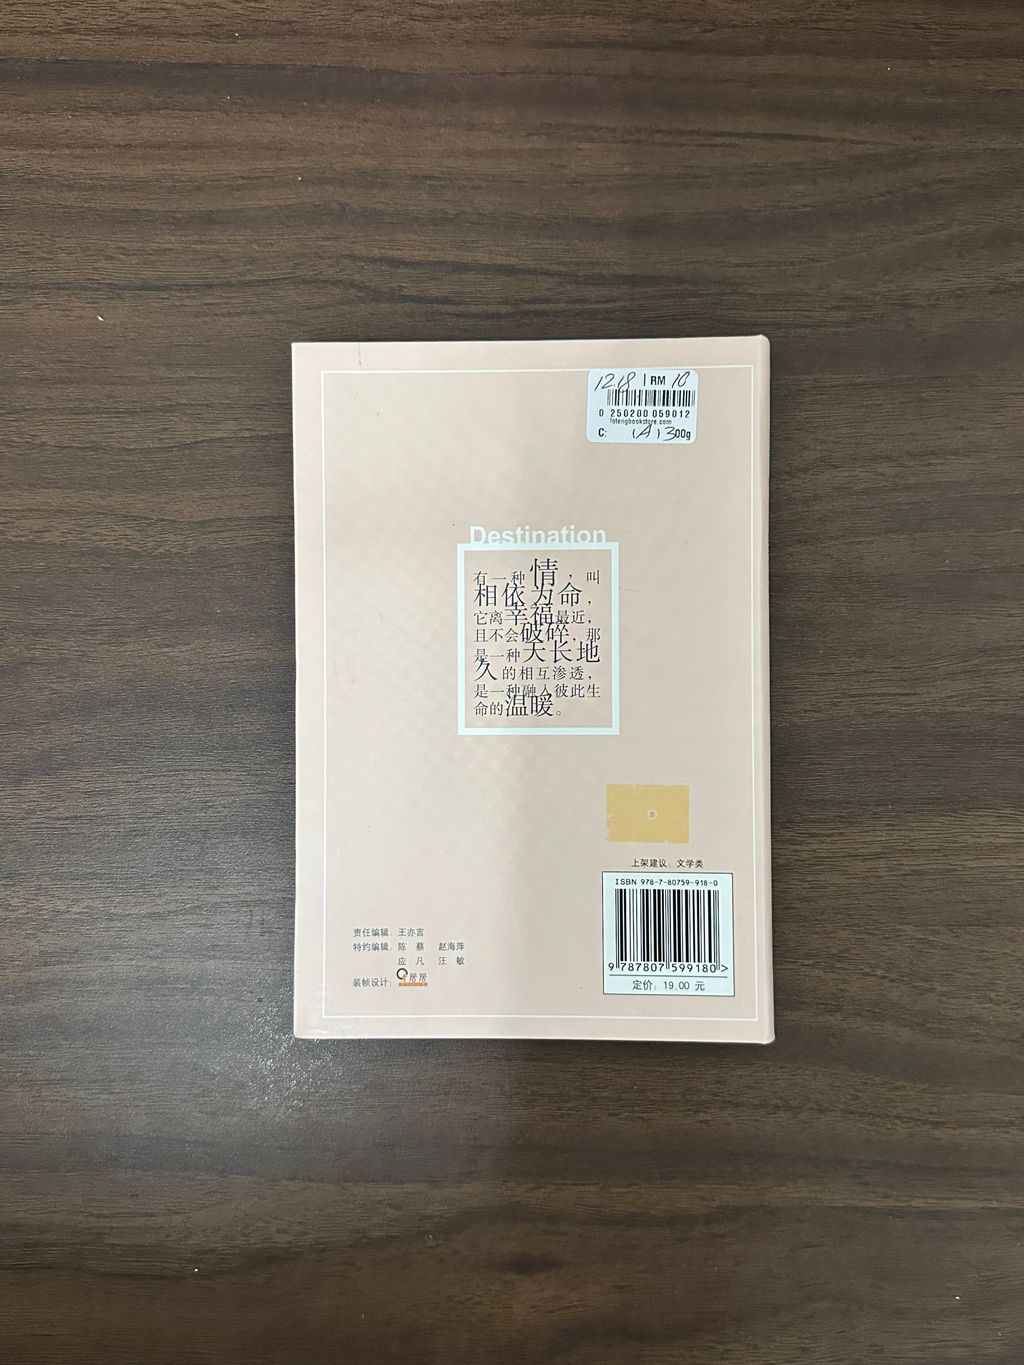 1218 | RM 10
0 250200 059012
C: (A) 300g
Destination
有一种情，叫
相依为命，
它离幸福最近，
且不会破碎，那
是一种天长地
久的相互渗透，
是一种融入彼此生
命的温暖。
上架建议：文学类
ISBN 978-7-80759-918-0
9 787807 599180 >
定价：19.00 元
责任编辑：王亦言
特约编辑：陈 蔡 赵海萍
应 凡 汪 敏
装帧设计：居居